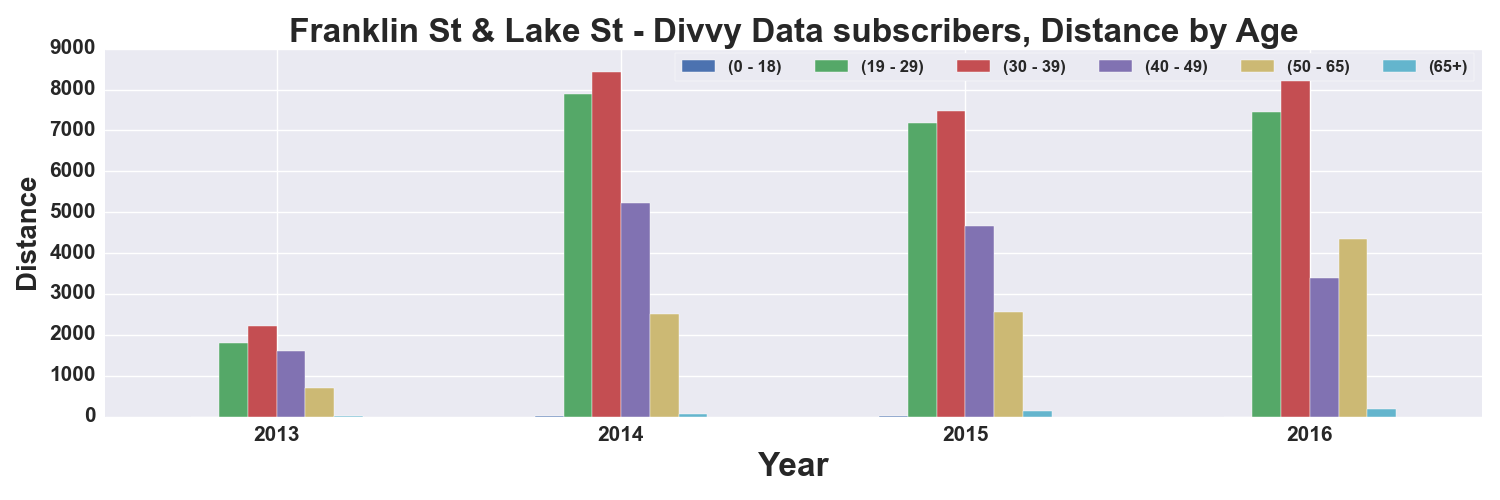 Franklin St & Lake St - Divvy Data subscribers, Distance by Age
(0 - 18) (19 - 29) (30 - 39) (40 - 49) (50 - 65) (65+)
9000
8000
7000
6000
5000
4000
3000
2000
1000
0
Distance
2013 2014 2015 2016
Year